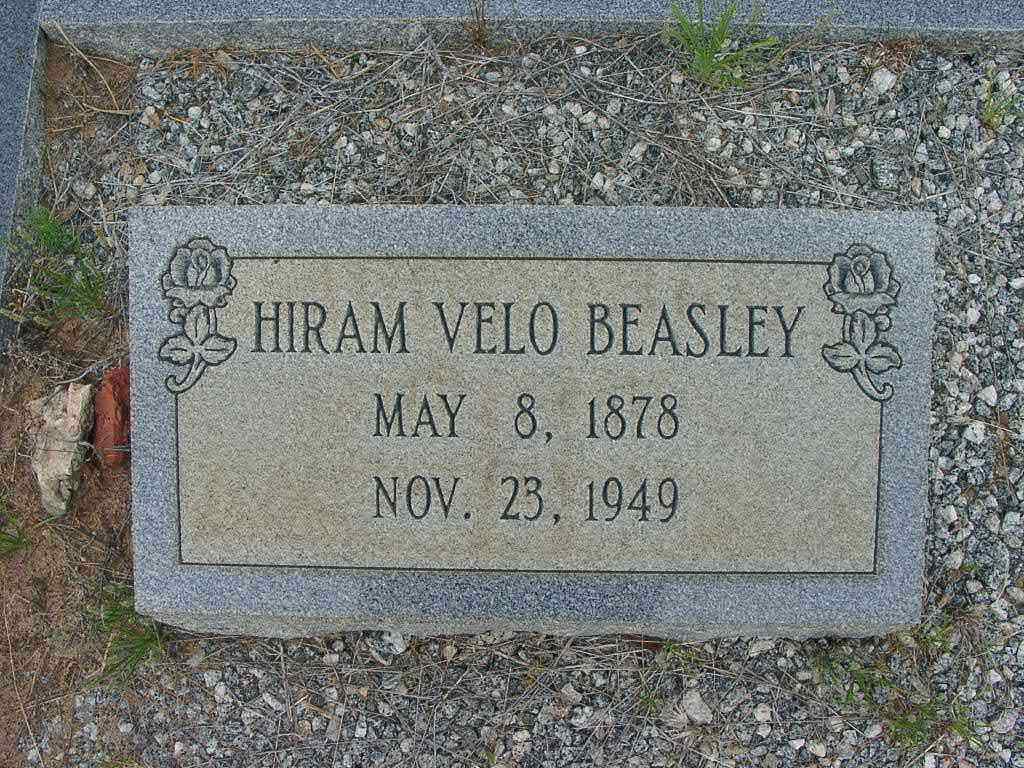 HIRAM VELO BEASLEY
MAY 8, 1878
NOV. 23, 1949